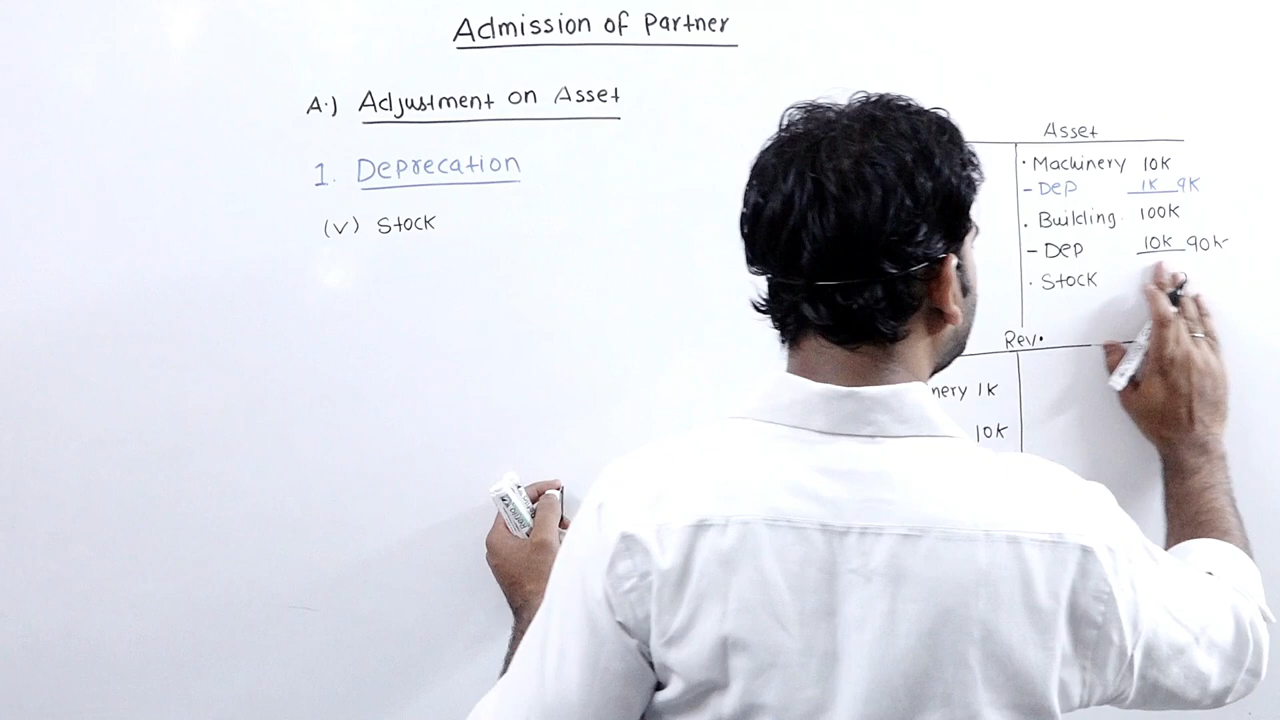 Admission of Partner
A.) Adjustment on Asset
1. Deprecation
(V) Stock
Asset
· Machinery 10K
- Dep 1K 9K
· Building 100K
- Dep 10K 90K
· Stock
Rev.
nery 1K
10K